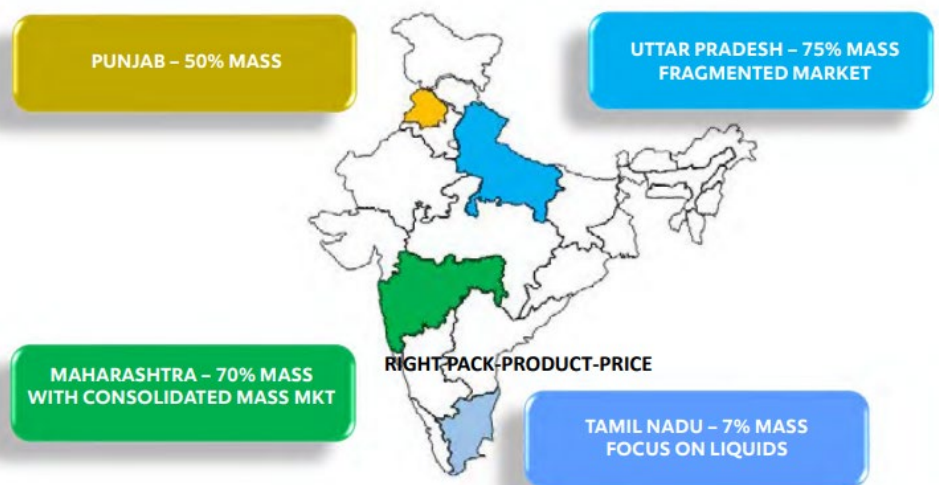 PUNJAB – 50% MASS
UTTAR PRADESH – 75% MASS
FRAGMENTED MARKET
RIGHT PACK-PRODUCT-PRICE
MAHARASHTRA – 70% MASS
WITH CONSOLIDATED MASS MKT
TAMIL NADU – 7% MASS
FOCUS ON LIQUIDS